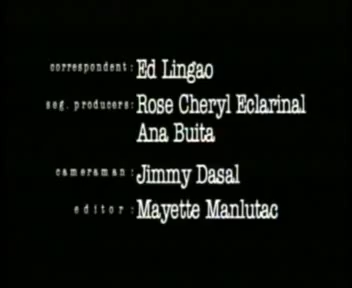 correspondent: Ed Lingao
seg. producers: Rose Cheryl Eclarinal
Ana Buita
cameraman: Jimmy Dasal
editor: Mayette Manlutac